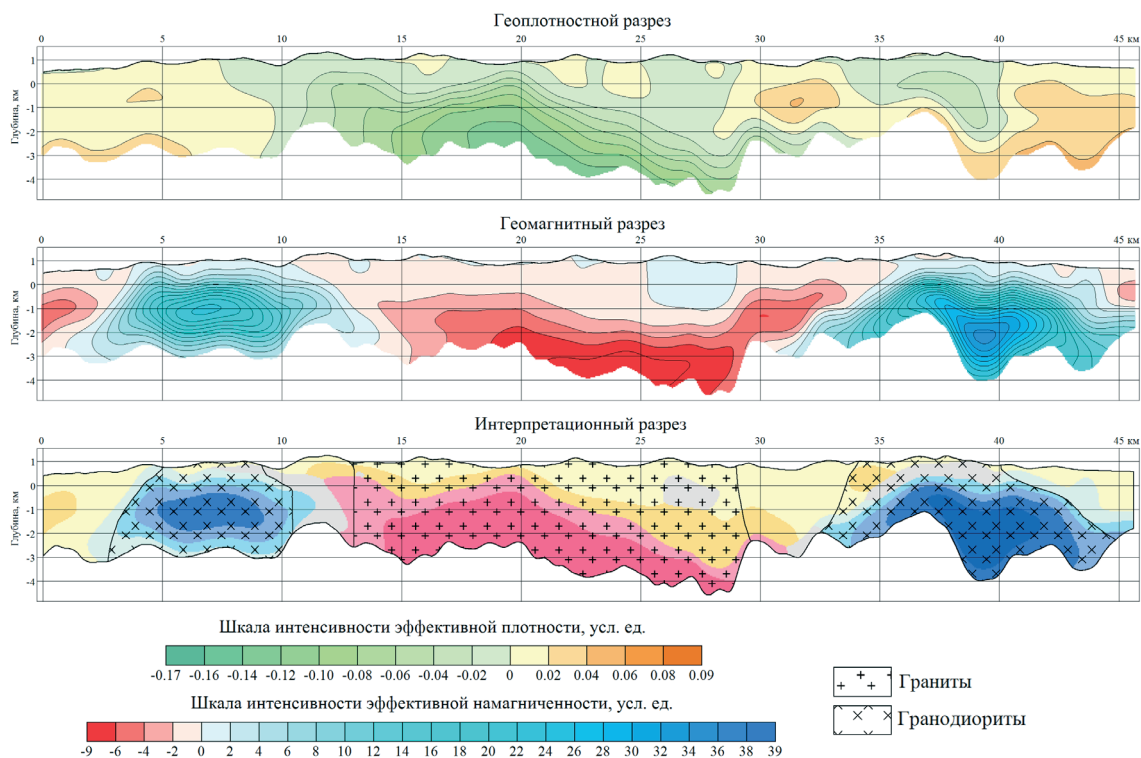 Геоплотностной разрез
0 5 10 15 20 25 30 35 40 45 км
Глубина, км
1
0
-1
-2
-3
-4
Геомагнитный разрез
0 5 10 15 20 25 30 35 40 45 км
Глубина, км
1
0
-1
-2
-3
-4
Интерпретационный разрез
0 5 10 15 20 25 30 35 40 45 км
Глубина, км
1
0
-1
-2
-3
-4
Шкала интенсивности эффективной плотности, усл. ед.
-0.17 -0.16 -0.14 -0.12 -0.10 -0.08 -0.06 -0.04 -0.02 0 0.02 0.04 0.06 0.08 0.09
Шкала интенсивности эффективной намагниченности, усл. ед.
-9 -6 -4 -2 0 2 4 6 8 10 12 14 16 20 24 26 28 30 32 34 36 38 39
Граниты
Гранодиориты